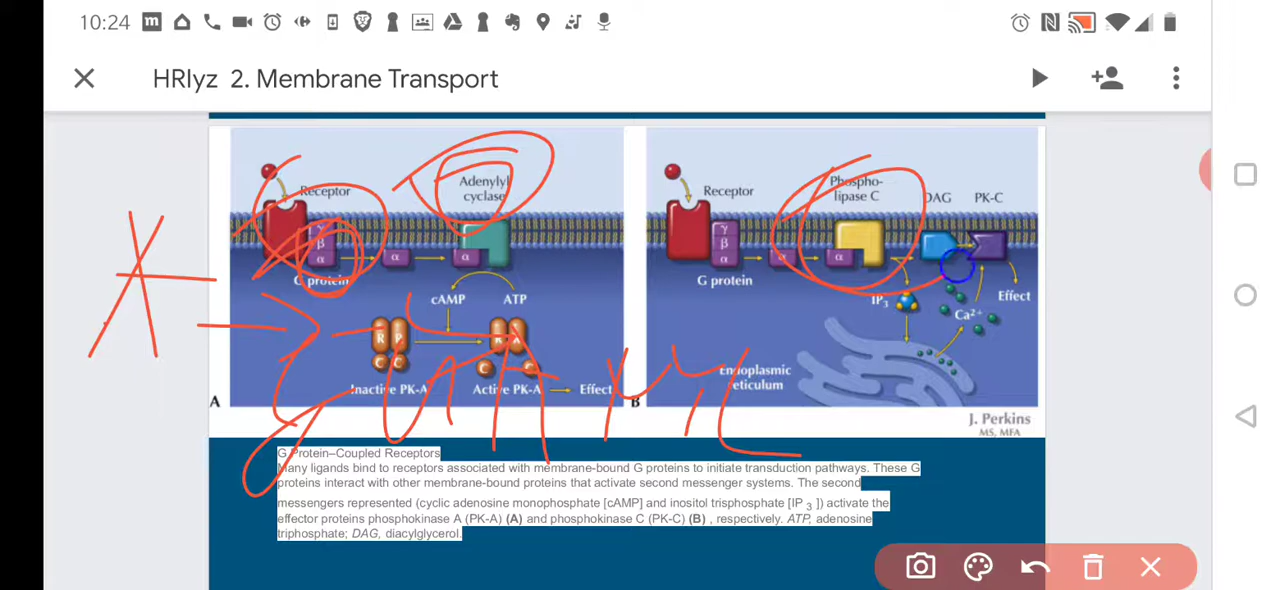 10:24
HRIyz 2. Membrane Transport
Receptor
Adenylyl
cyclase
γ
β
α
α
α
G protein
cAMP
ATP
R
R
C
C
Inactive PK-A
Active PK-A
Effect
A
Receptor
Phospho-
lipase C
DAG
PK-C
γ
β
α
α
α
G protein
IP3
Ca2+
Effect
Endoplasmic
reticulum
B
J. Perkins
MS, MFA
G Protein–Coupled Receptors
Many ligands bind to receptors associated with membrane-bound G proteins to initiate transduction pathways. These G
proteins interact with other membrane-bound proteins that activate second messenger systems. The second
messengers represented (cyclic adenosine monophosphate [cAMP] and inositol trisphosphate [IP 3 ]) activate the
effector proteins phosphokinase A (PK-A) (A) and phosphokinase C (PK-C) (B) , respectively. ATP, adenosine
triphosphate; DAG, diacylglycerol.